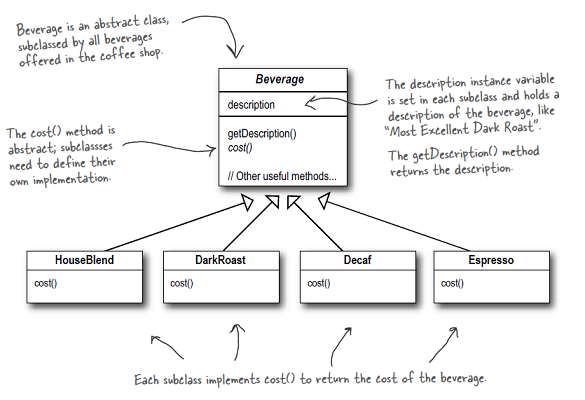 Beverage is an abstract class,
subclassed by all beverages
offered in the coffee shop.
Beverage
description
getDescription()
cost()
// Other useful methods...
The description instance variable
is set in each subclass and holds a
description of the beverage, like
“Most Excellent Dark Roast”.
The getDescription() method
returns the description.
The cost() method is
abstract; subclassses
need to define their
own implementation.
HouseBlend
cost()
DarkRoast
cost()
Decaf
cost()
Espresso
cost()
Each subclass implements cost() to return the cost of the beverage.